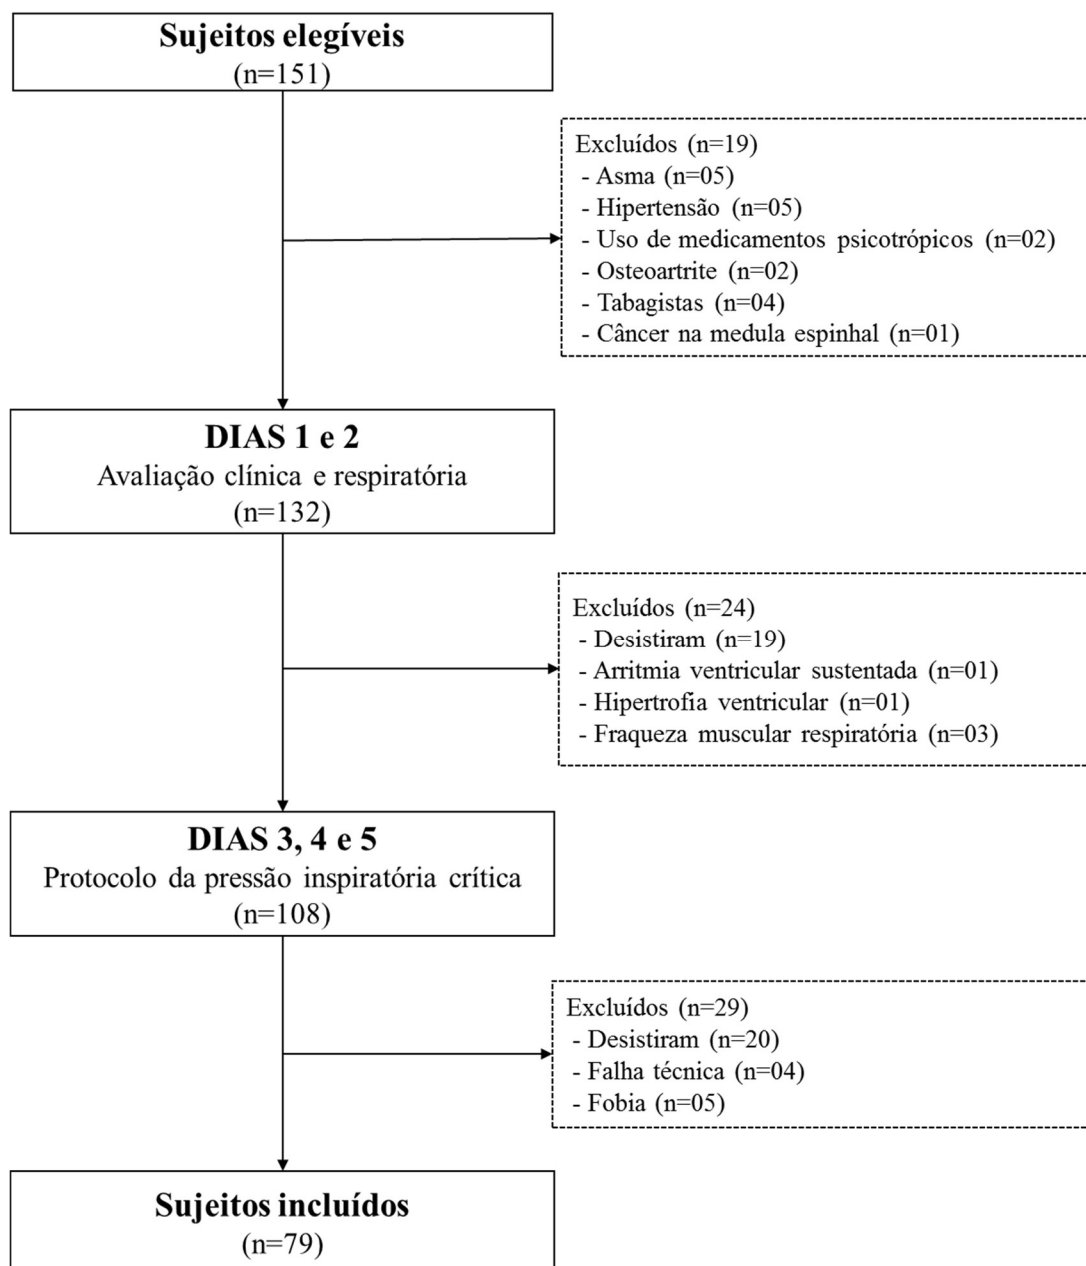 Sujeitos elegíveis
(n=151)
Excluídos (n=19)
- Asma (n=05)
- Hipertensão (n=05)
- Uso de medicamentos psicotrópicos (n=02)
- Osteoartrite (n=02)
- Tabagistas (n=04)
- Câncer na medula espinhal (n=01)
DIAS 1 e 2
Avaliação clínica e respiratória
(n=132)
Excluídos (n=24)
- Desistiram (n=19)
- Arritmia ventricular sustentada (n=01)
- Hipertrofia ventricular (n=01)
- Fraqueza muscular respiratória (n=03)
DIAS 3, 4 e 5
Protocolo da pressão inspiratória crítica
(n=108)
Excluídos (n=29)
- Desistiram (n=20)
- Falha técnica (n=04)
- Fobia (n=05)
Sujeitos incluídos
(n=79)